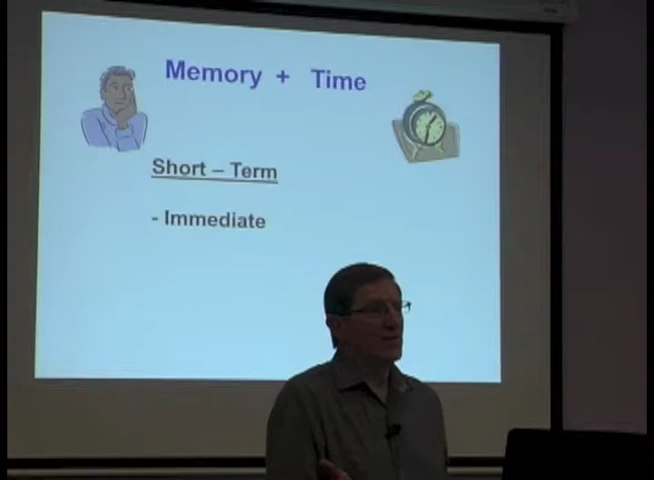 Memory + Time
Short – Term
- Immediate